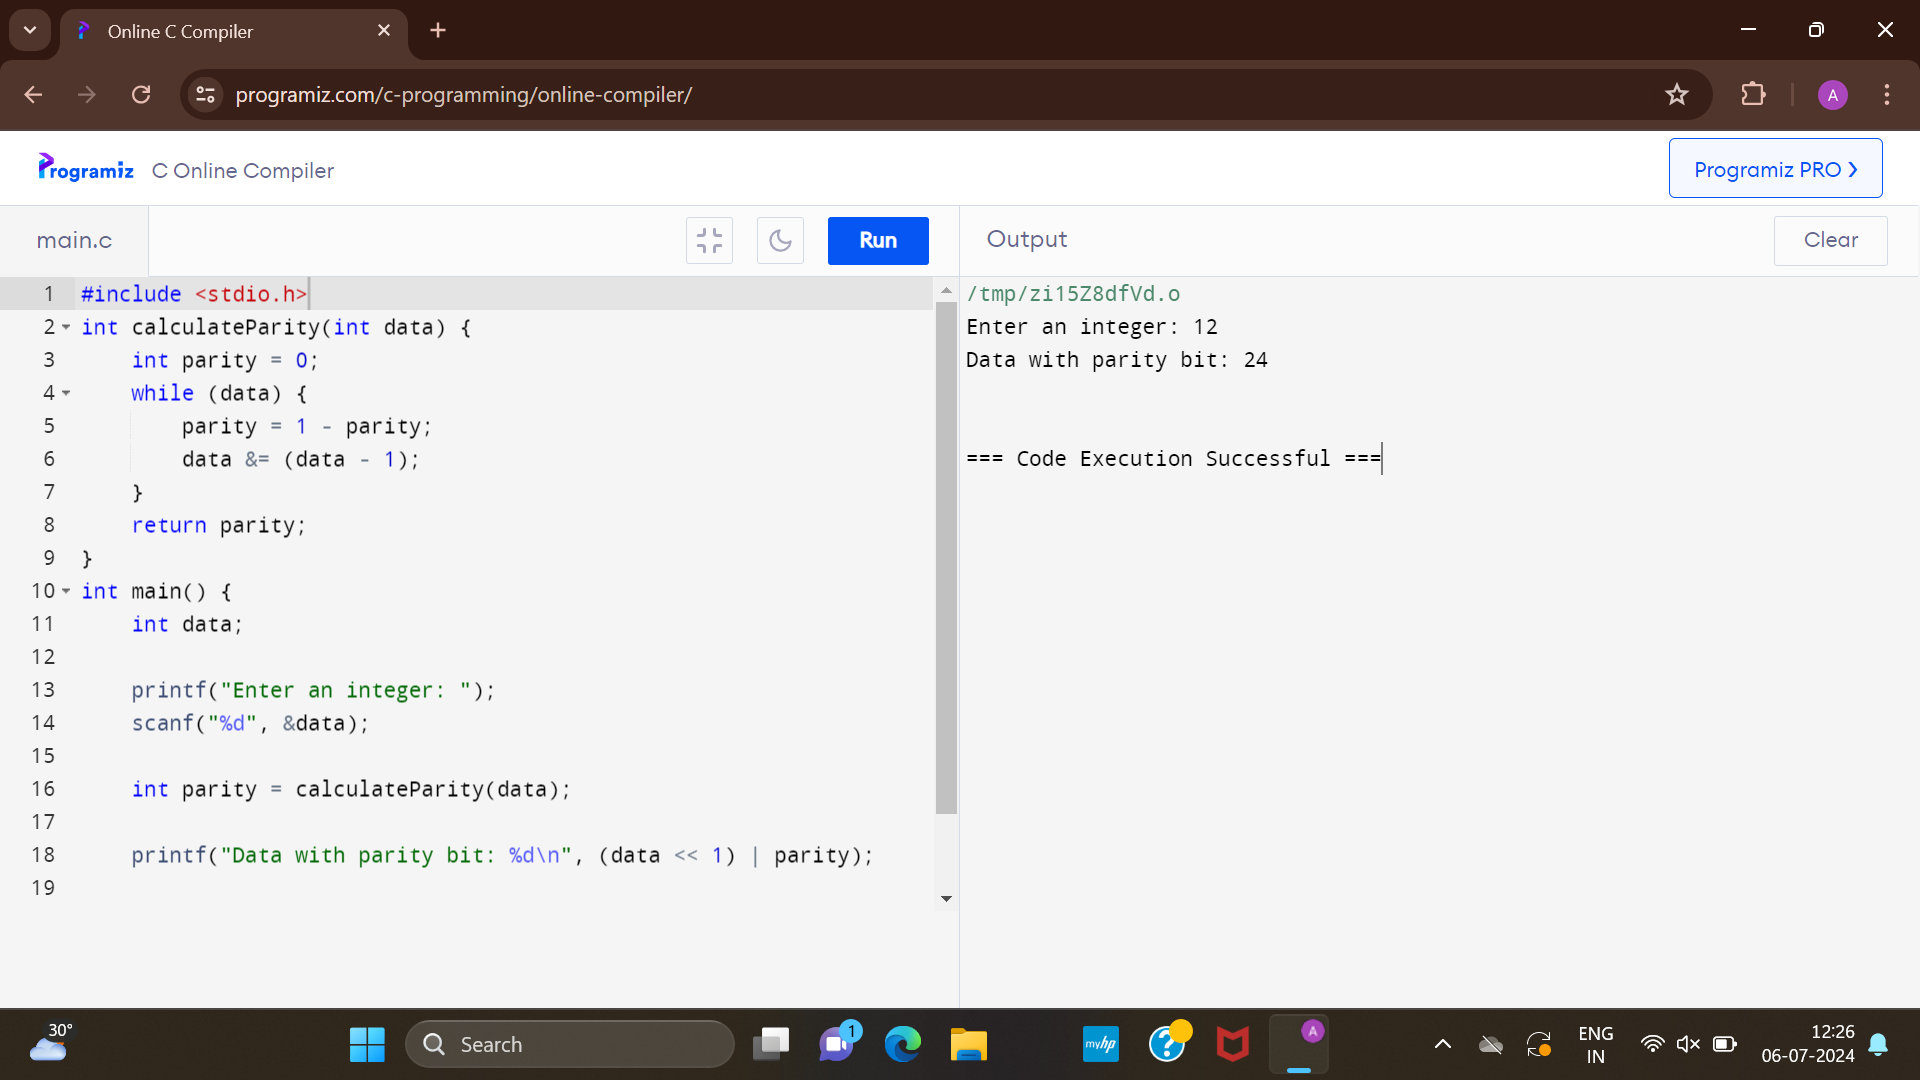 Online C Compiler
programiz.com/c-programming/online-compiler/
A
Programiz C Online Compiler
Programiz PRO ❯
main.c
Run
Output
Clear
1 #include <stdio.h>
2 int calculateParity(int data) {
3 int parity = 0;
4 while (data) {
5 parity = 1 - parity;
6 data &= (data - 1);
7 }
8 return parity;
9 }
10 int main() {
11 int data;
12
13 printf("Enter an integer: ");
14 scanf("%d", &data);
15
16 int parity = calculateParity(data);
17
18 printf("Data with parity bit: %d\n", (data << 1) | parity);
19
/tmp/zi15Z8dfVd.o
Enter an integer: 12
Data with parity bit: 24
=== Code Execution Successful ===
30°
Search
1
myhp
?
A
ENG
IN
12:26
06-07-2024